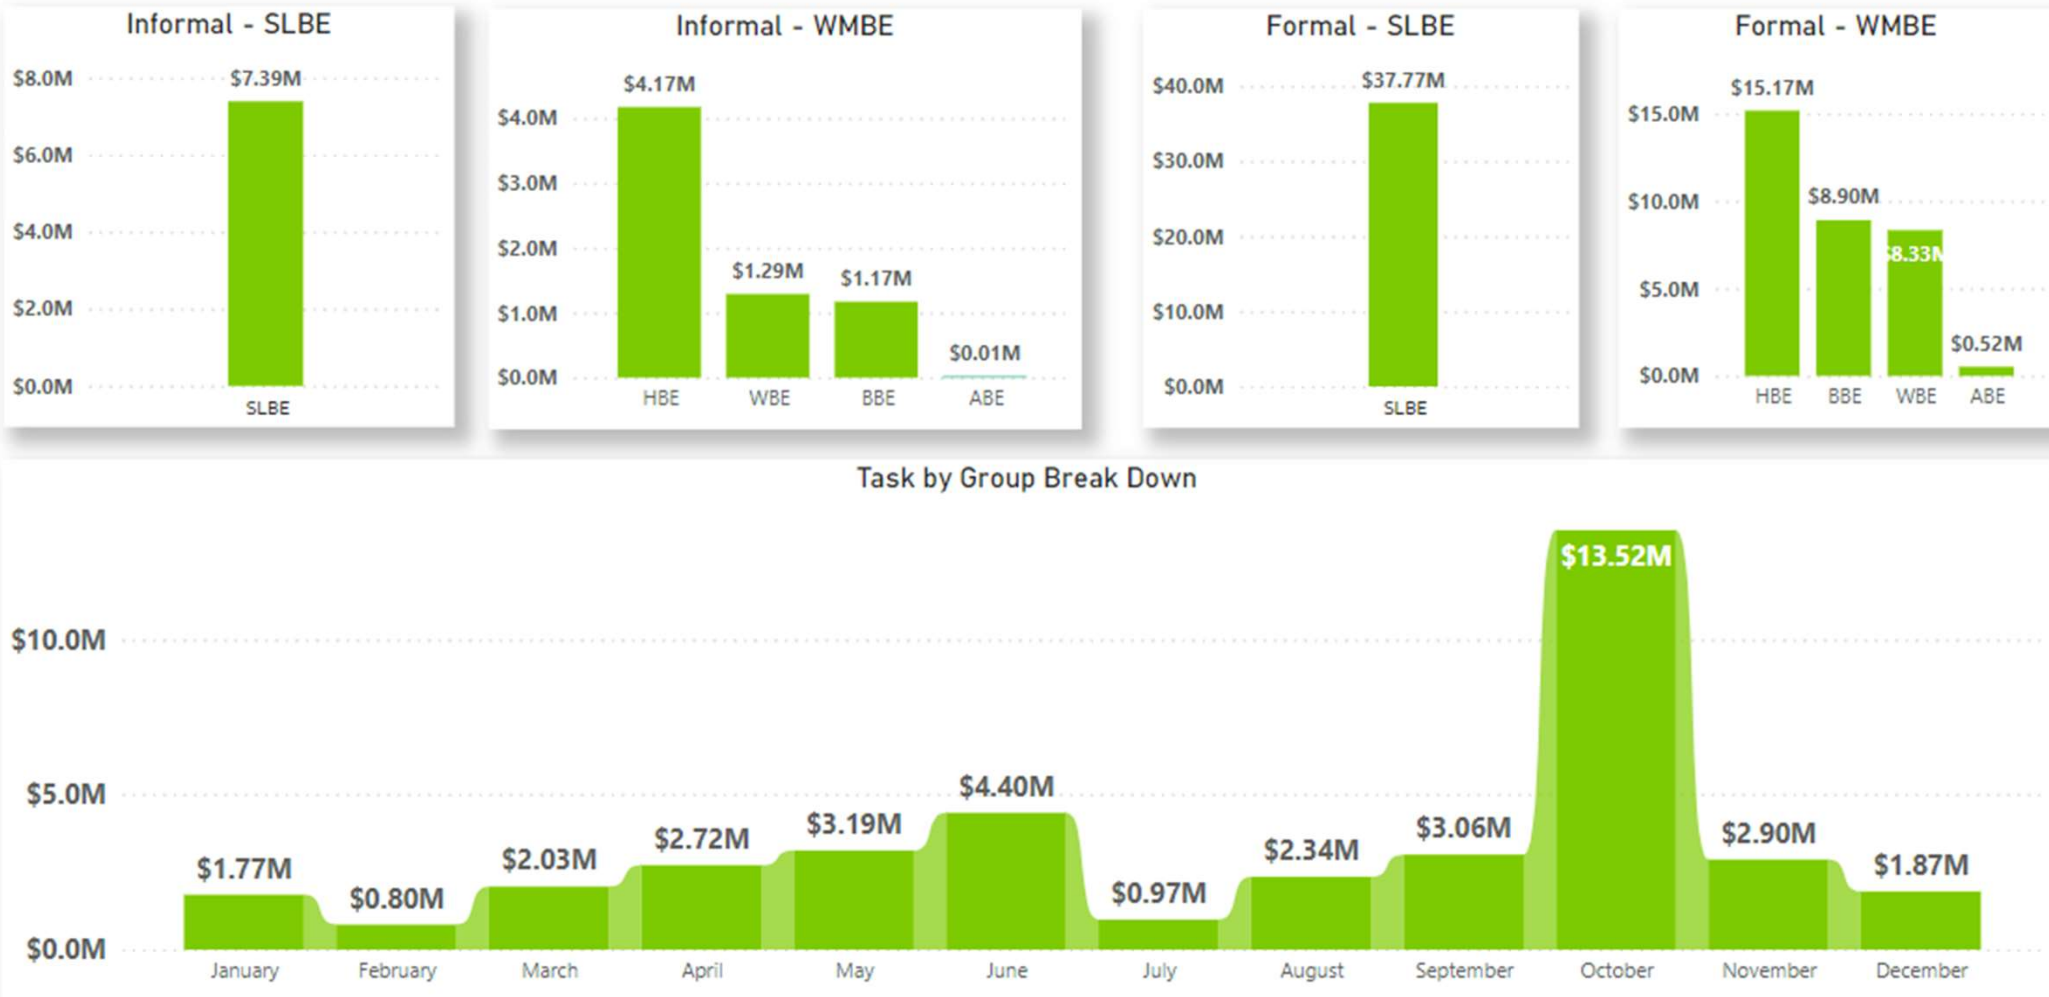 Informal - SLBE
$8.0M
$7.39M
$6.0M
$4.0M
$2.0M
$0.0M
SLBE
Informal - WMBE
$4.17M
$4.0M
$3.0M
$2.0M
$1.29M
$1.17M
$1.0M
$0.01M
$0.0M
HBE WBE BBE ABE
Formal - SLBE
$40.0M
$37.77M
$30.0M
$20.0M
$10.0M
$0.0M
SLBE
Formal - WMBE
$15.17M
$15.0M
$10.0M
$8.90M
$8.33M
$5.0M
$0.52M
$0.0M
HBE BBE WBE ABE
Task by Group Break Down
$13.52M
$10.0M
$5.0M
$0.0M
$1.77M $0.80M $2.03M $2.72M $3.19M $4.40M $0.97M $2.34M $3.06M $2.90M $1.87M
January February March April May June July August September October November December